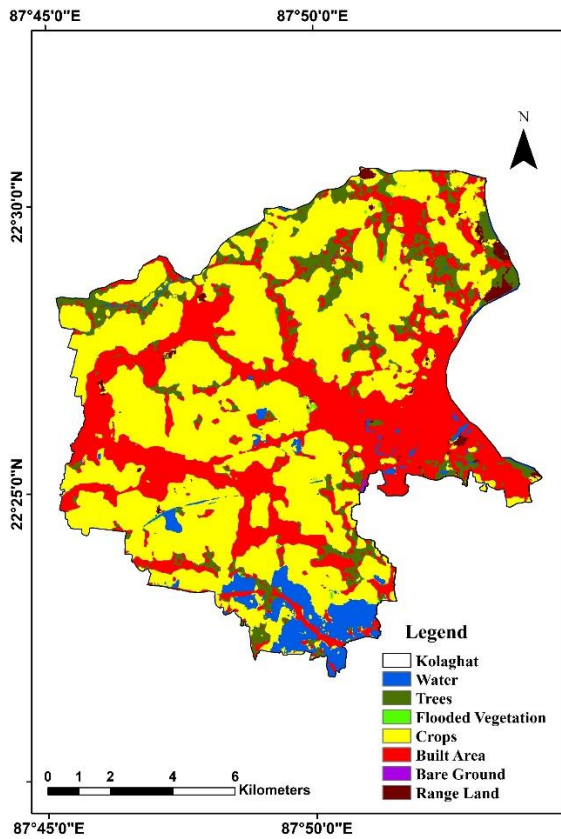 87°45'0"E 87°50'0"E
N
22°30'0"N
22°25'0"N
Legend
Kolaghat
Water
Trees
Flooded Vegetation
Crops
Built Area
Bare Ground
Range Land
0 1 2 4 6
Kilometers
87°45'0"E 87°50'0"E